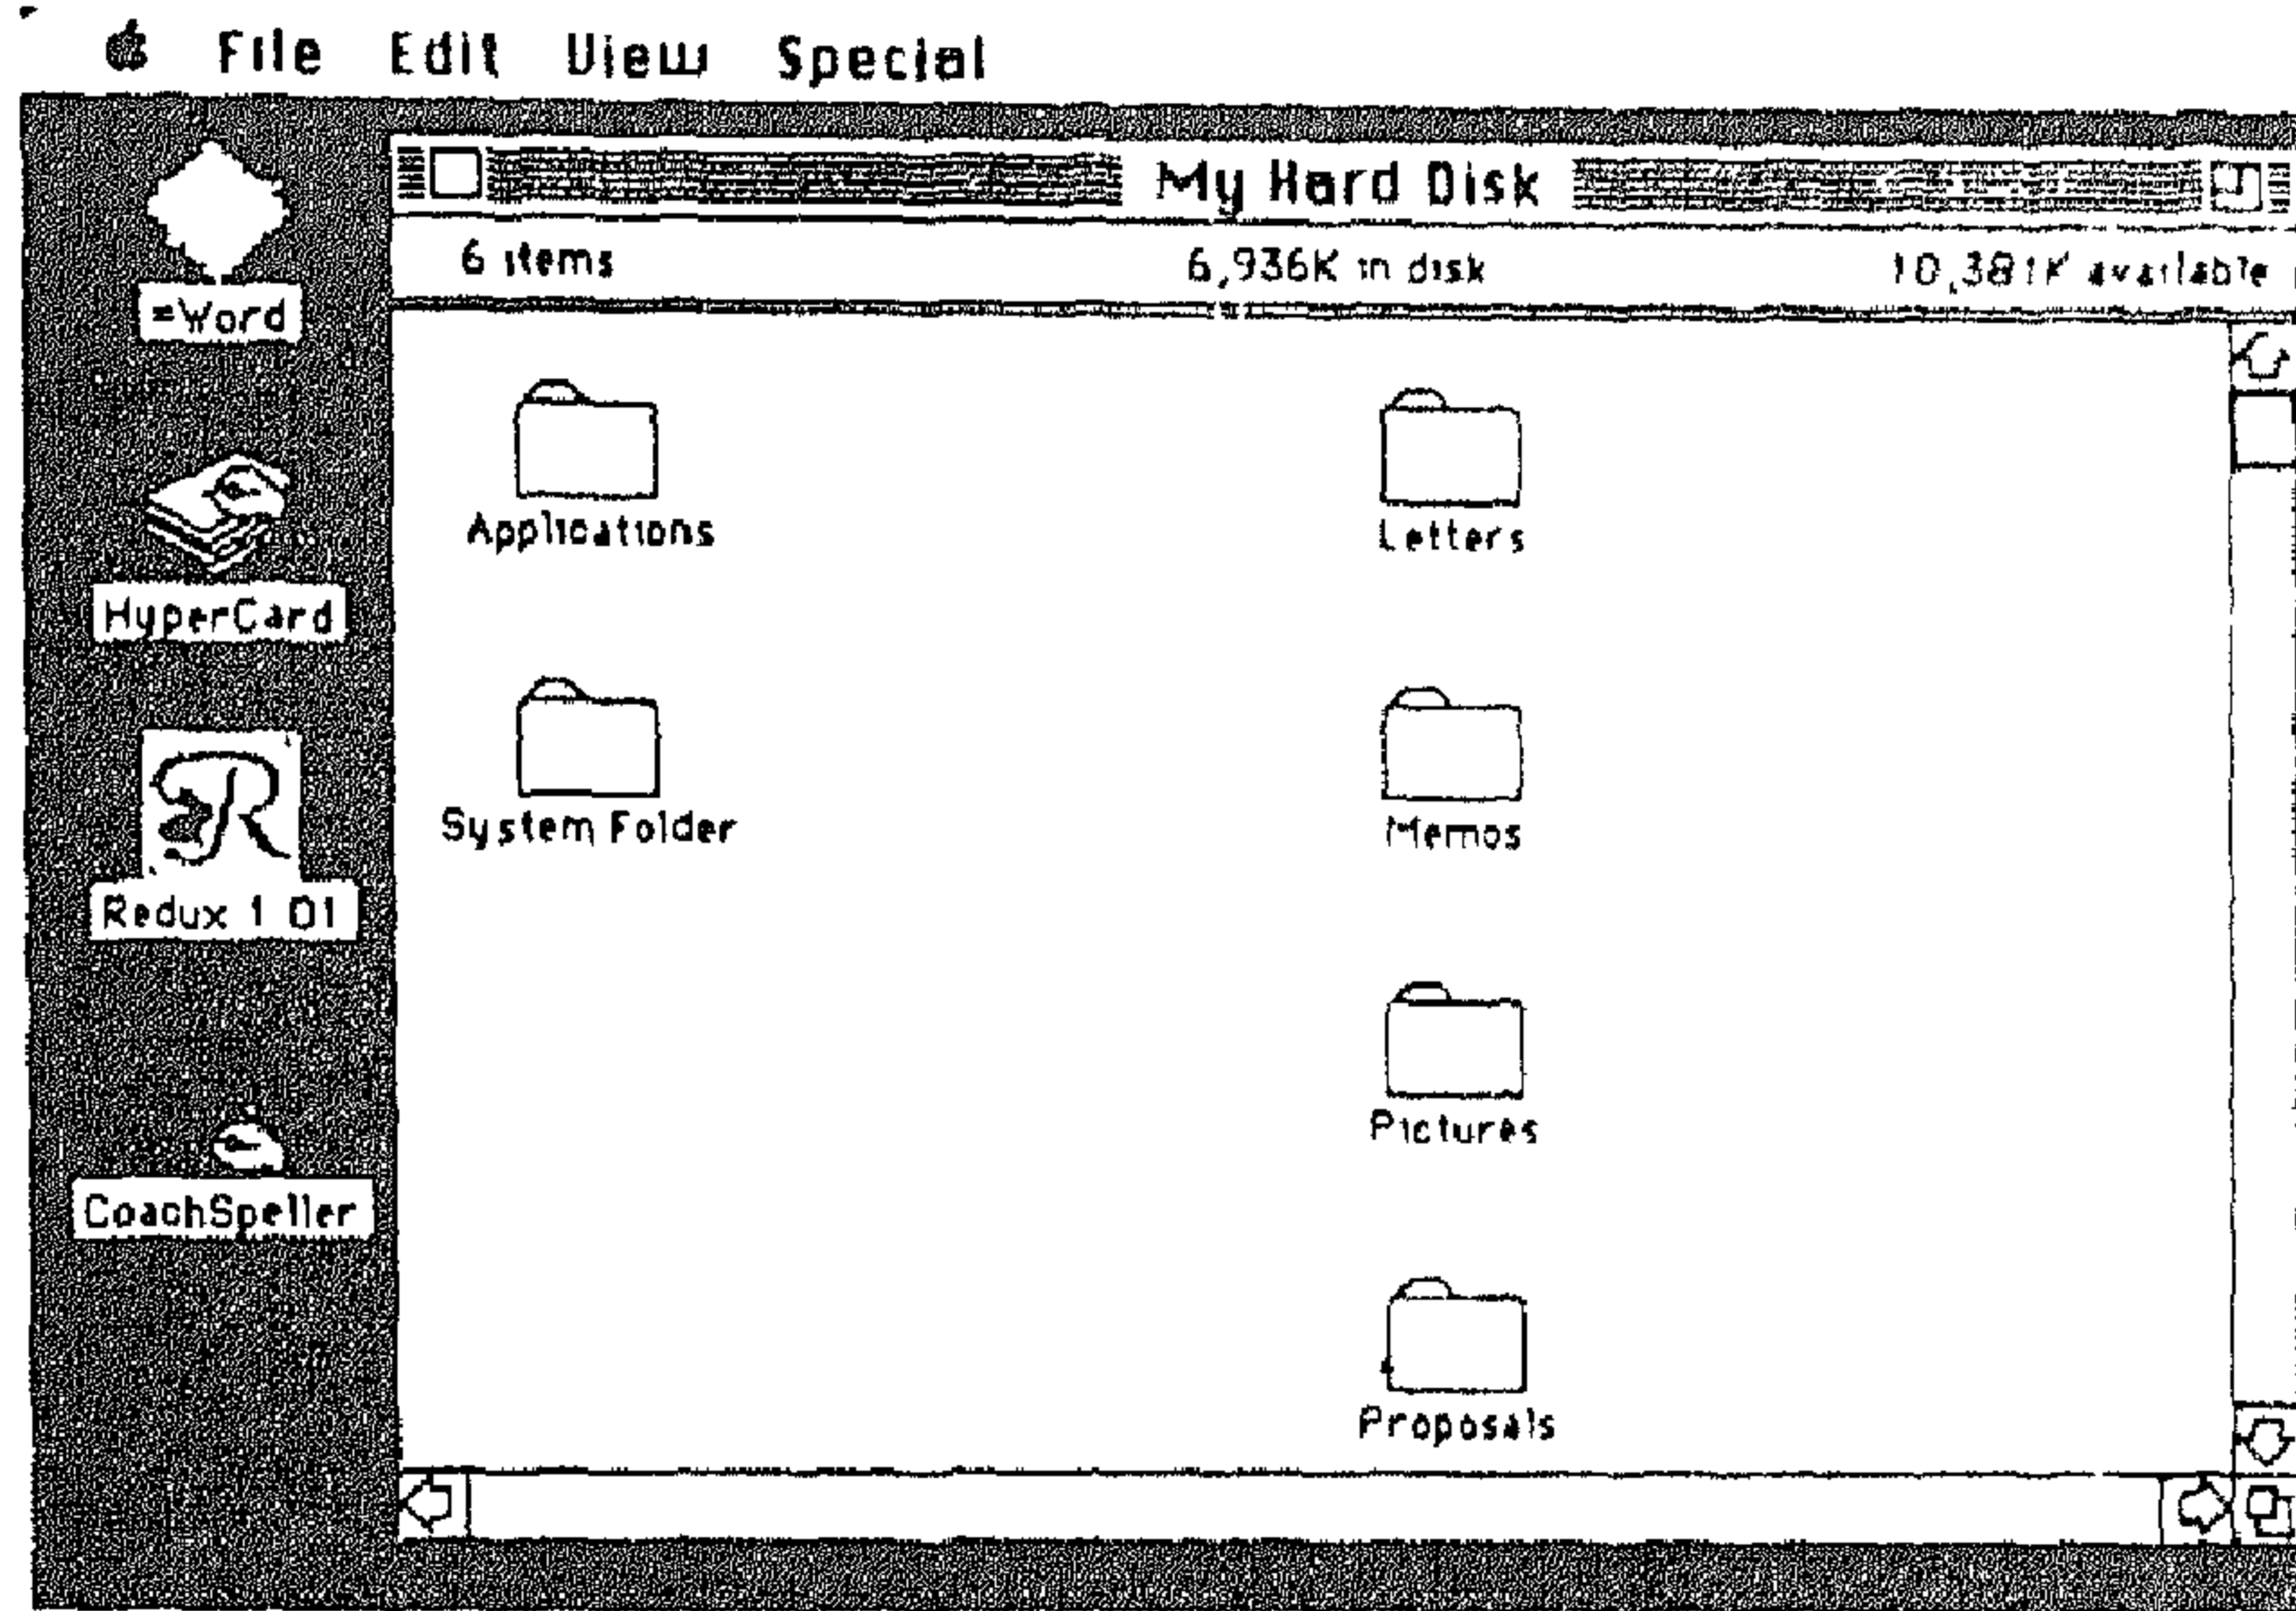 File Edit View Special
My Hard Disk
6 items 6,936K in disk 10,381K available
=Word
HyperCard
Redux 1 01
CoachSpeller
Applications Letters
System Folder Memos
Pictures
Proposals